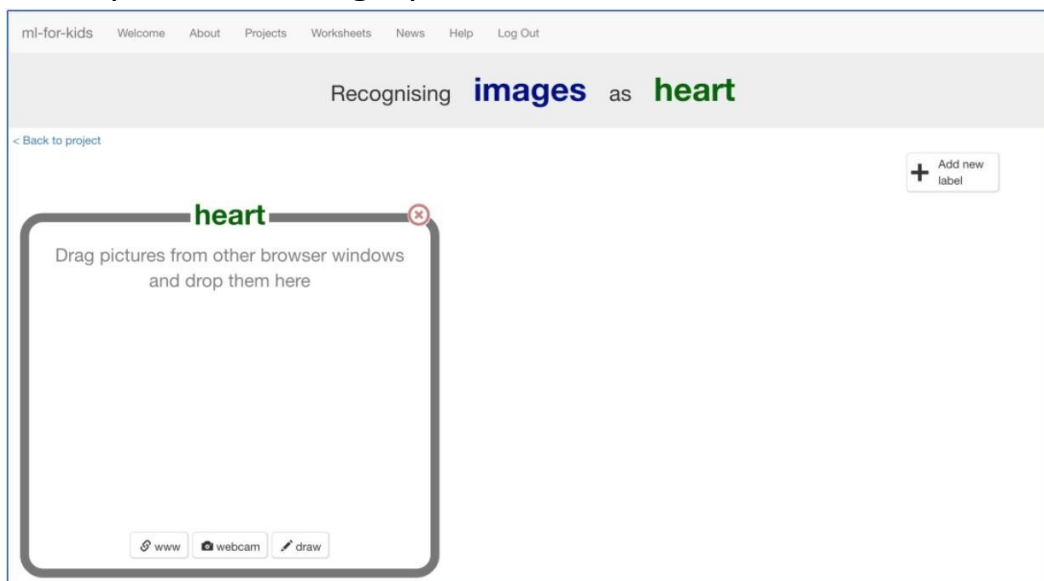 ml-for-kids Welcome About Projects Worksheets News Help Log Out
Recognising images as heart
< Back to project
Add new
label
heart
Drag pictures from other browser windows
and drop them here
www webcam draw